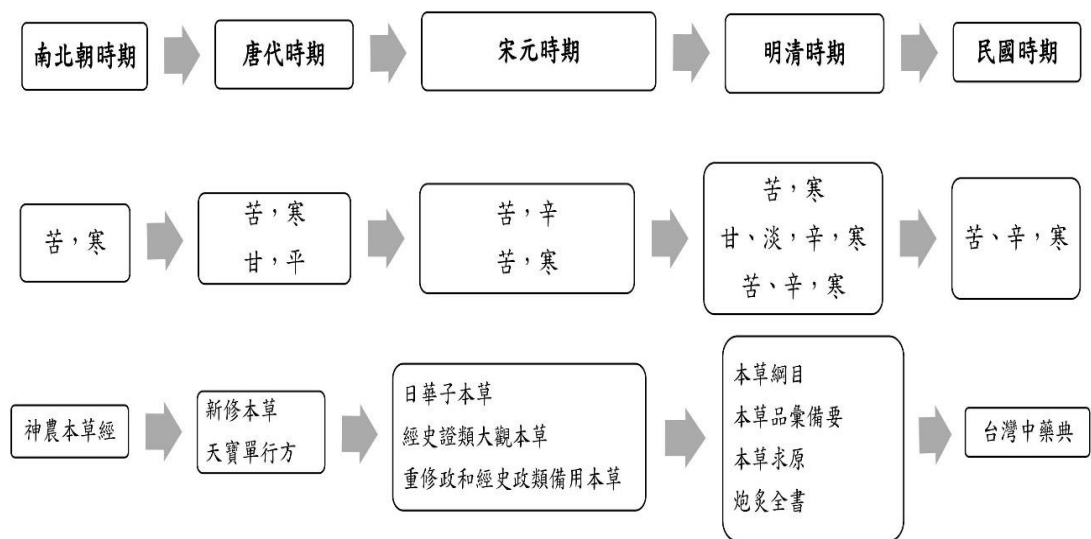 南北朝時期
唐代時期
宋元時期
明清時期
民國時期
苦，寒
苦，寒
甘，平
苦，辛
苦，寒
苦，寒
甘、淡，辛，寒
苦、辛，寒
苦、辛，寒
神農本草經
新修本草
天寶單行方
日華子本草
經史證類大觀本草
重修政和經史政類備用本草
本草綱目
本草品彙備要
本草求原
炮炙全書
台灣中藥典